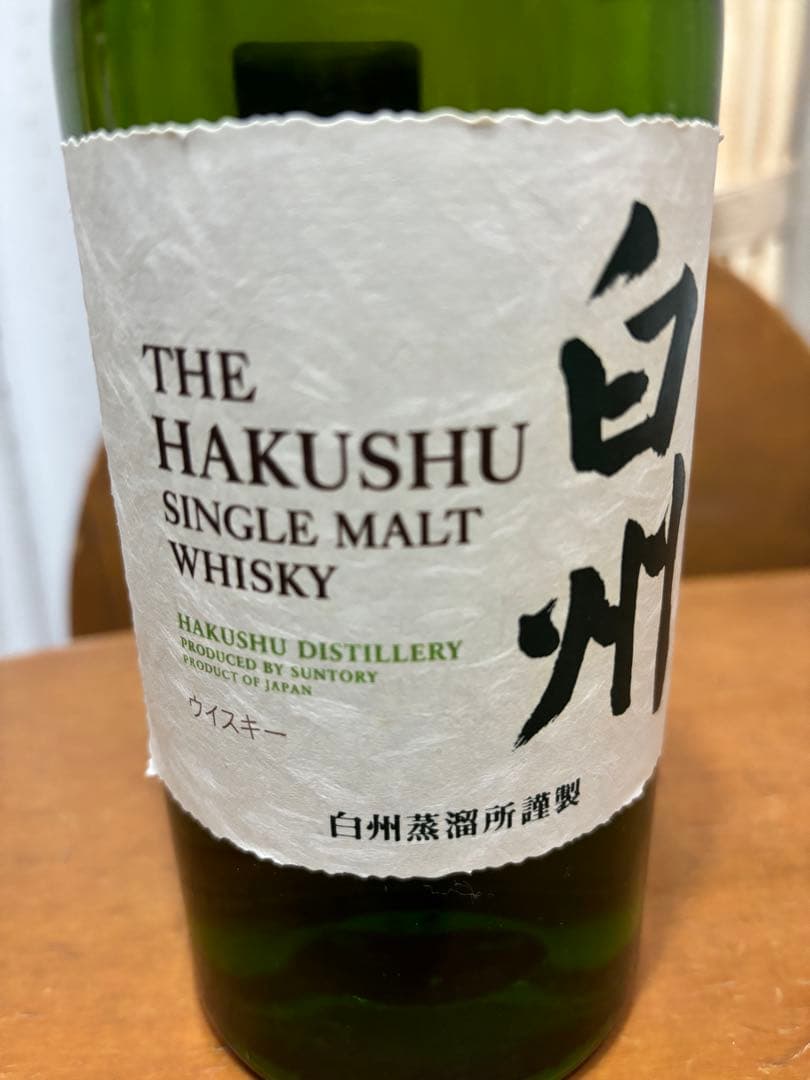 THE
HAKUSHU
SINGLE MALT
WHISKY
HAKUSHU DISTILLERY
PRODUCED BY SUNTORY
PRODUCT OF JAPAN
ウイスキー
白州
白州蒸溜所謹製